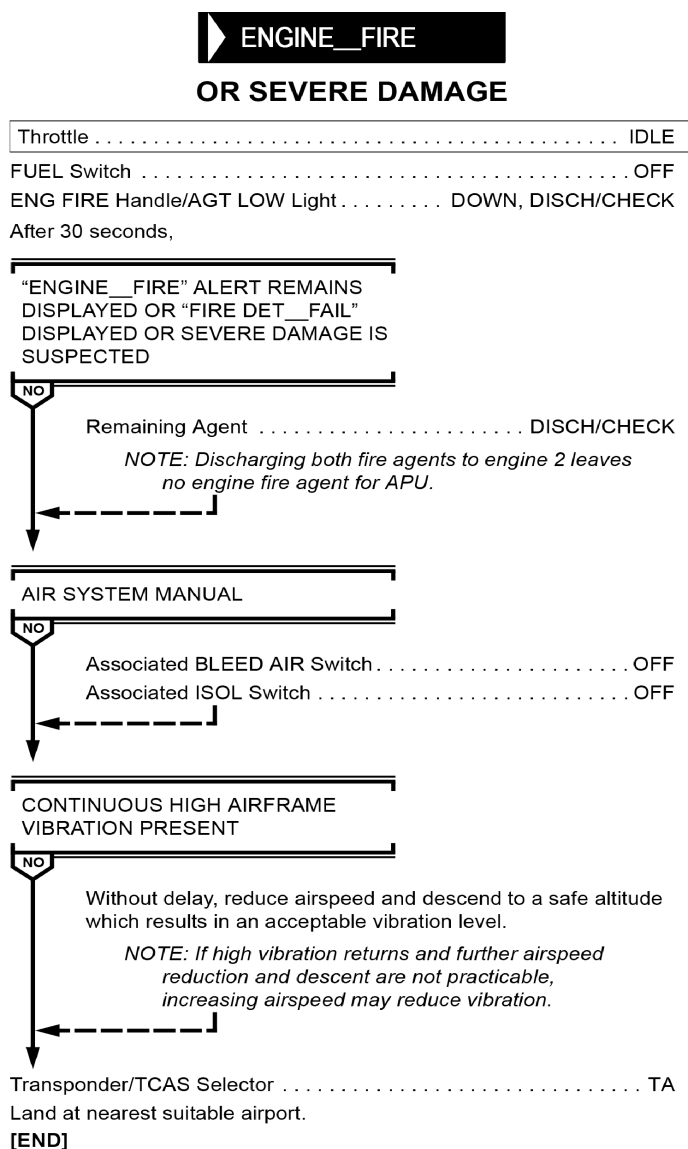 ENGINE__FIRE
OR SEVERE DAMAGE
Throttle . . . . . . . . . . . . . . . . . . . . . . . . . . . . . . . . . . . . . . . . . . . . . IDLE
FUEL Switch . . . . . . . . . . . . . . . . . . . . . . . . . . . . . . . . . . . . . . . . . . OFF
ENG FIRE Handle/AGT LOW Light . . . . . . . . . DOWN, DISCH/CHECK
After 30 seconds,
“ENGINE__FIRE” ALERT REMAINS
DISPLAYED OR “FIRE DET__FAIL”
DISPLAYED OR SEVERE DAMAGE IS
SUSPECTED
NO
Remaining Agent . . . . . . . . . . . . . . . . . . . . . . . DISCH/CHECK
NOTE: Discharging both fire agents to engine 2 leaves
no engine fire agent for APU.
AIR SYSTEM MANUAL
NO
Associated BLEED AIR Switch . . . . . . . . . . . . . . . . . . . . . . OFF
Associated ISOL Switch . . . . . . . . . . . . . . . . . . . . . . . . . . . OFF
CONTINUOUS HIGH AIRFRAME
VIBRATION PRESENT
NO
Without delay, reduce airspeed and descend to a safe altitude
which results in an acceptable vibration level.
NOTE: If high vibration returns and further airspeed
reduction and descent are not practicable,
increasing airspeed may reduce vibration.
Transponder/TCAS Selector . . . . . . . . . . . . . . . . . . . . . . . . . . . . . . . TA
Land at nearest suitable airport.
[END]